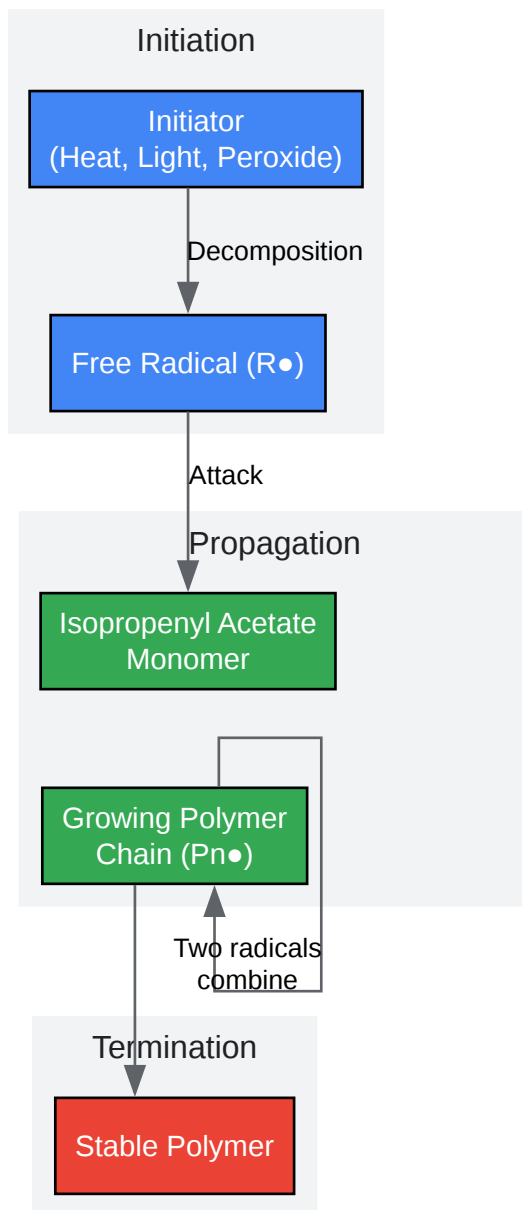 Initiation
Initiator
(Heat, Light, Peroxide)
Decomposition
Free Radical (R●)
Attack
Propagation
Isopropenyl Acetate
Monomer
Growing Polymer
Chain (Pn●)
Two radicals
combine
Termination
Stable Polymer